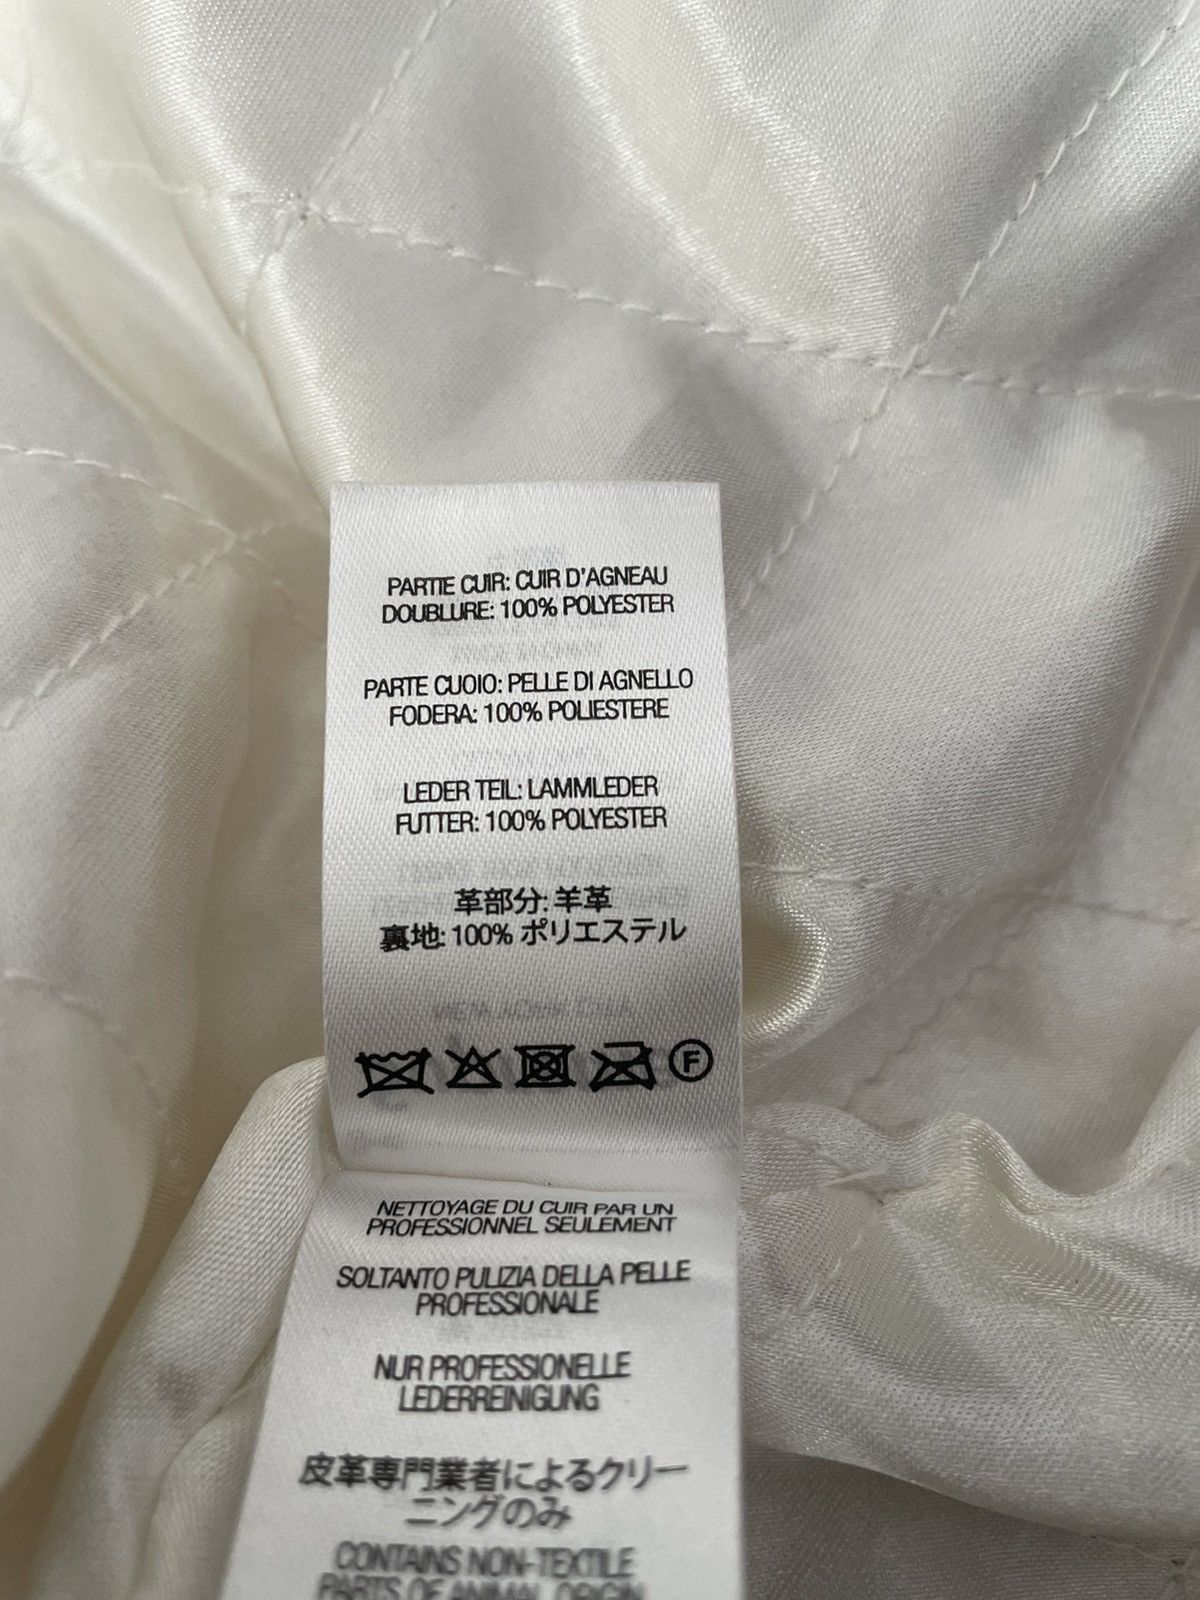 PARTIE CUIR: CUIR D'AGNEAU
DOUBLURE: 100% POLYESTER
PARTE CUOIO: PELLE DI AGNELLO
FODERA: 100% POLIESTERE
LEDER TEIL: LAMMLEDER
FUTTER: 100% POLYESTER
革部分: 羊革
裏地: 100% ポリエステル
F
NETTOYAGE DU CUIR PAR UN
PROFESSIONNEL SEULEMENT
SOLTANTO PULIZIA DELLA PELLE
PROFESSIONALE
NUR PROFESSIONELLE
LEDERREINIGUNG
皮革専門業者によるクリー
ニングのみ
CONTAINS NON-TEXTILE
PARTS OF ANIMAL ORIGIN